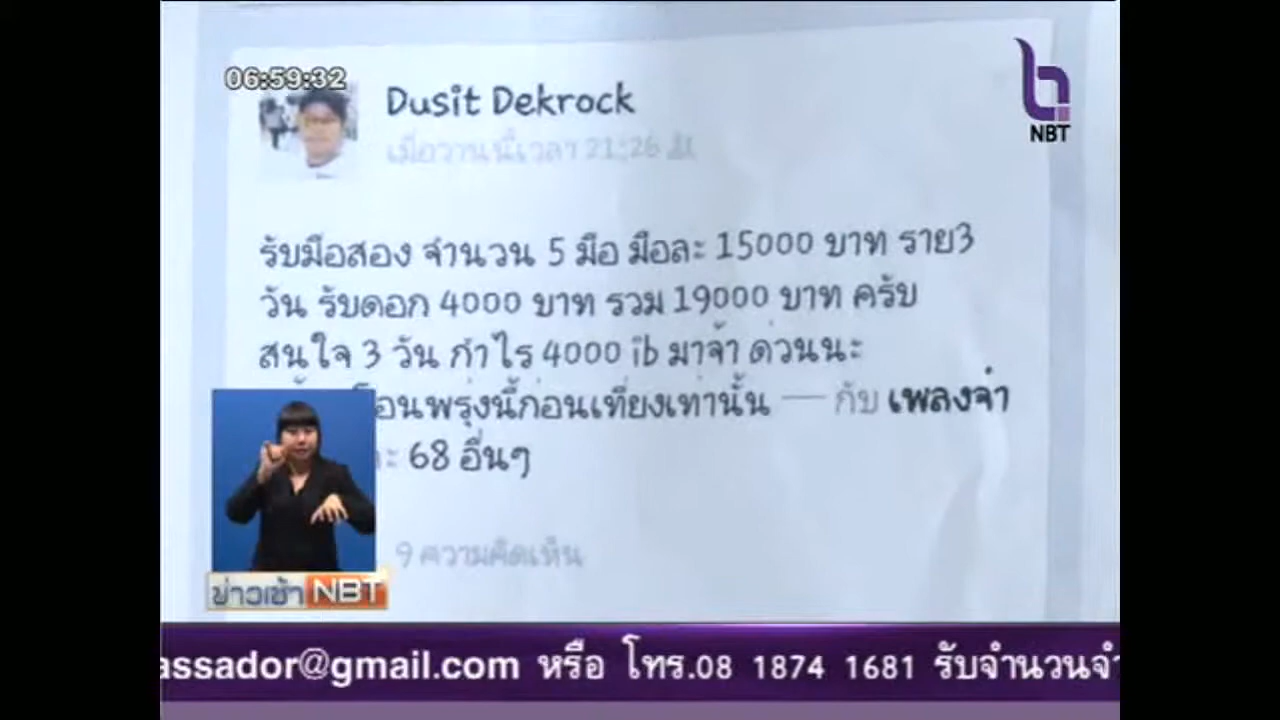 06:59:32
Dusit Dekrock
NBT
เมื่อวานนี้เวลา 21:26
รับมือสอง จำนวน 5 มือ มือละ 15000 บาท ราย3
วัน รับดอก 4000 บาท รวม 19000 บาท ครับ
สนใจ 3 วัน กำไร 4000 ib มาจ้า ด่วนนะ
โอนพรุ่งนี้ก่อนเที่ยงเท่านั้น — กับ เพลงจ๋า
68 อื่นๆ
9 ความคิดเห็น
ข่าวเช้า NBT
assador@gmail.com หรือ โทร.08 1874 1681 รับจำนวนจำ